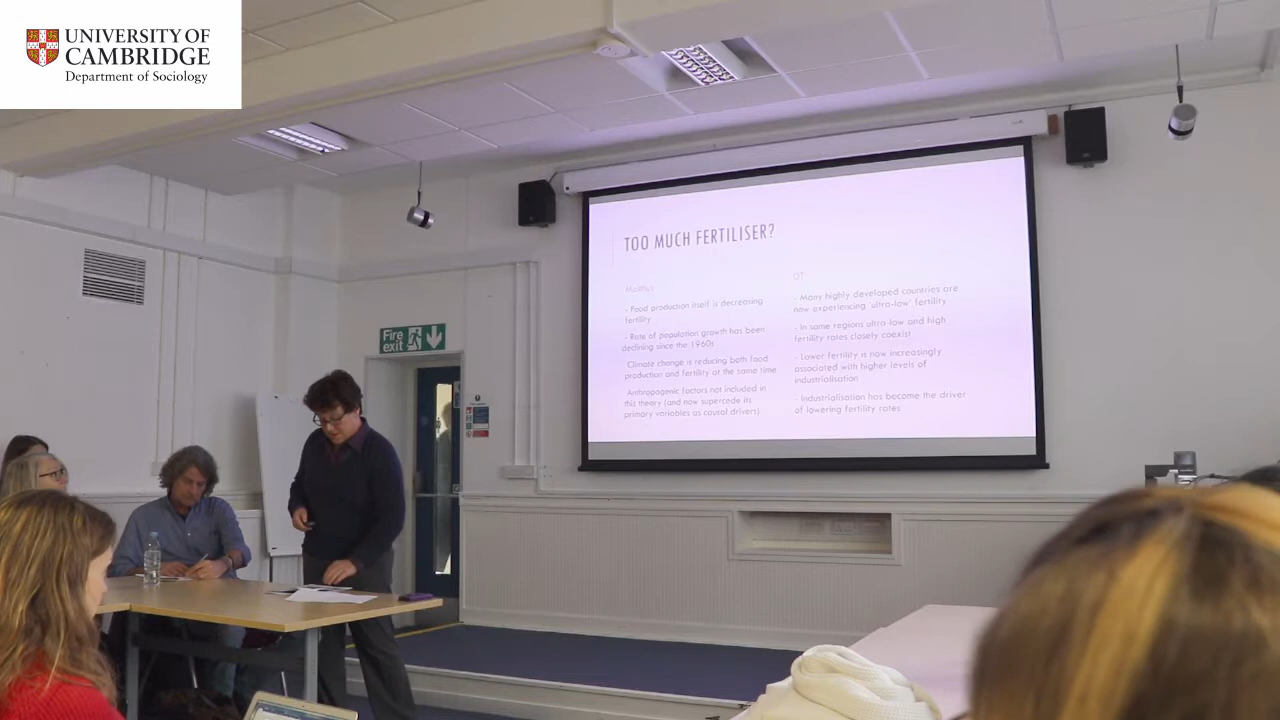 UNIVERSITY OF
CAMBRIDGE
Department of Sociology
TOO MUCH FERTILISER?
Malthus
- Food production itself is decreasing
fertility
- Rate of population growth has been
declining since the 1960s
Climate change is reducing both food
production and fertility at the same time
Anthropogenic factors not included in
this theory (and now supercede its
primary variables as causal drivers)
DT
- Many highly developed countries are
now experiencing 'ultra-low' fertility
- In some regions ultra-low and high
fertility rates closely coexist
- Lower fertility is now increasingly
associated with higher levels of
industrialisation
- Industrialisation has become the driver
of lowering fertility rates
Fire
exit